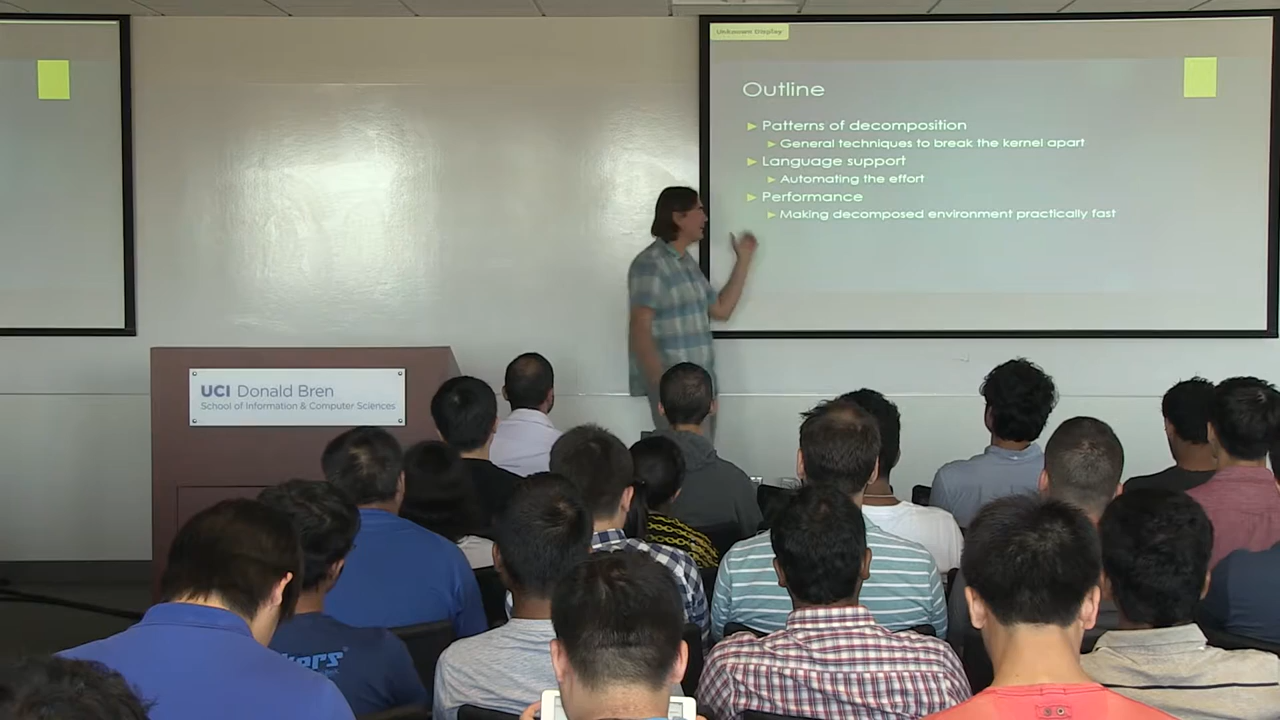 Unknown Display
Outline
Patterns of decomposition
General techniques to break the kernel apart
Language support
Automating the effort
Performance
Making decomposed environment practically fast
UCI Donald Bren
School of Information & Computer Sciences